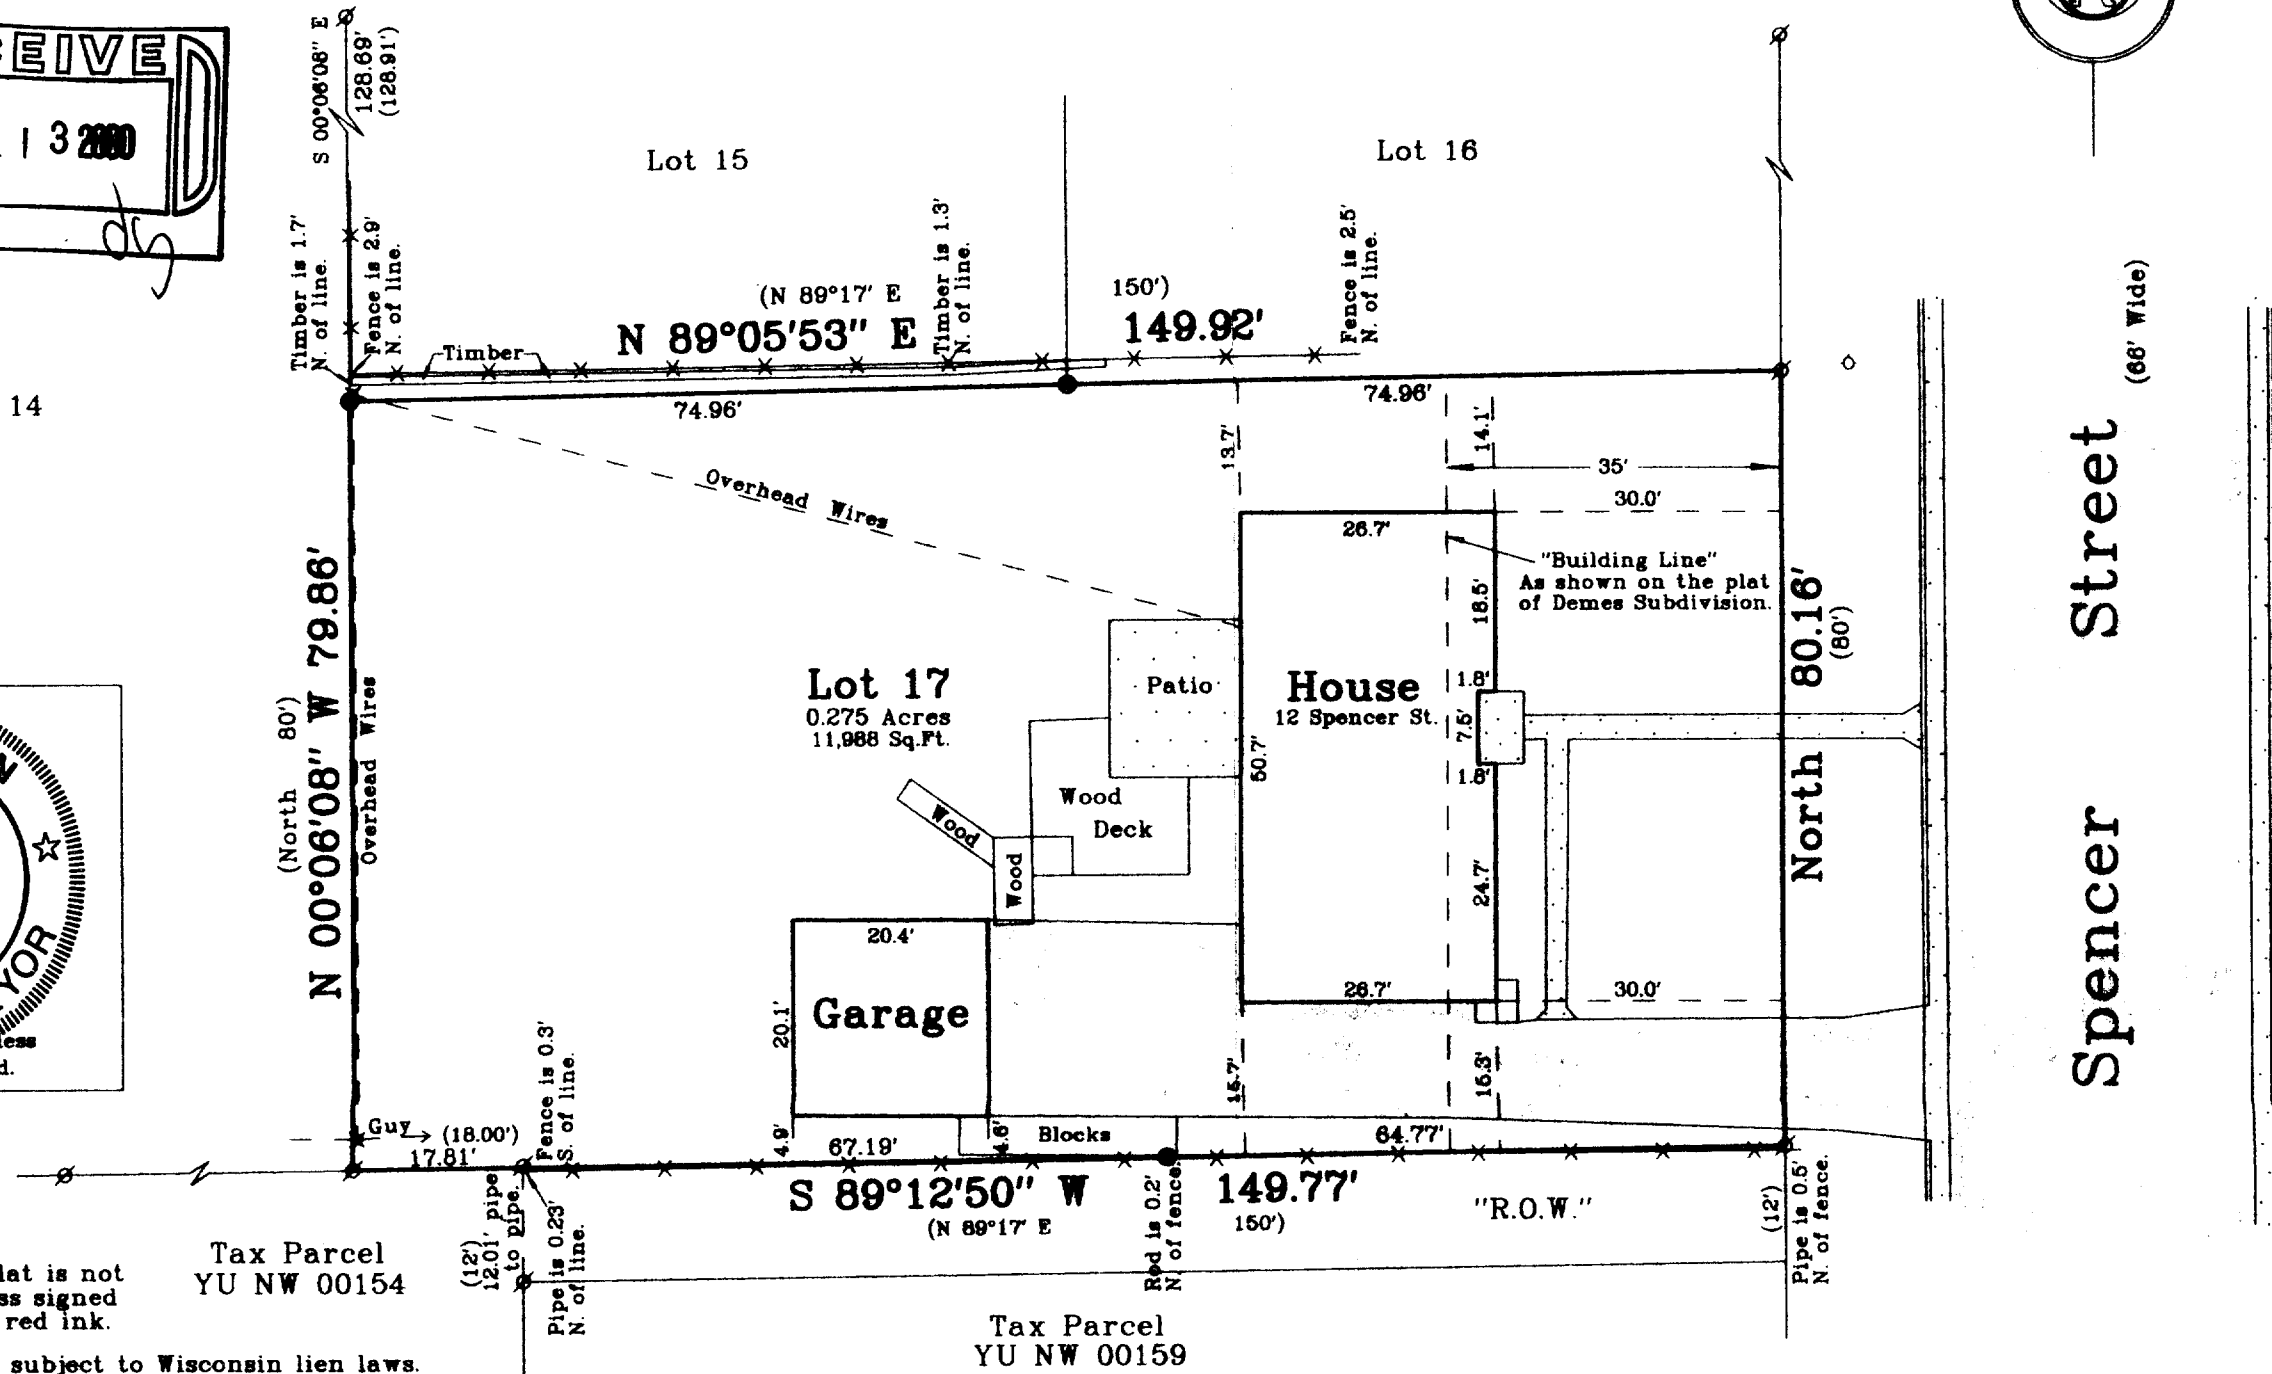 EIVED
1 3 2000
S 00°06'08" E
128.69'
(128.91')
Lot 15
Lot 16
Timber is 1.7'
N. of line.
Fence is 2.9'
N. of line.
Timber
(N 89°17' E
150')
N 89°05'53" E
149.92'
Timber is 1.3'
N. of line.
Fence is 2.5'
N. of line.
(66' Wide)
14
74.96'
74.96'
13.7'
14.1'
35'
30.0'
Overhead Wires
26.7'
"Building Line"
As shown on the plat
of Demes Subdivision.
18.5'
N 00°06'08" W 79.86'
(North 80')
Overhead Wires
Lot 17
0.275 Acres
11,988 Sq.Ft.
Patio
House
12 Spencer St.
1.8'
7.5'
1.8'
50.7'
North 80.16'
(80')
Spencer Street
Wood
Deck
Wood
Wood
24.7'
20.4'
Garage
20.1'
26.7'
30.0'
15.7'
15.3'
YOR
d.
Guy
(18.00')
17.81'
Fence is 0.3'
S. of line.
4.9'
67.19'
4.6'
Blocks
64.77'
S 89°12'50" W
149.77'
(N 89°17' E
150')
"R.O.W."
(12')
12.01' pipe
to pipe.
Pipe is 0.23'
N. of line.
Rod is 0.2'
N. of fence.
(12')
Pipe is 0.5'
N. of fence.
Tax Parcel
YU NW 00154
lat is not
ss signed
red ink.
Tax Parcel
YU NW 00159
subject to Wisconsin lien laws.